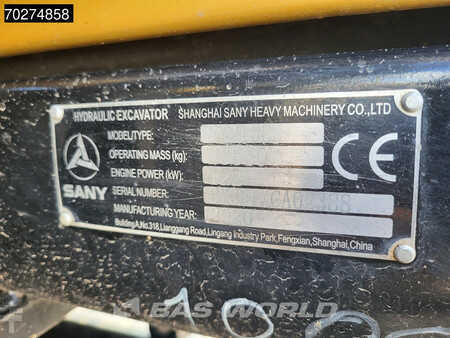 70274858
HYDRAULIC EXCAVATOR SHANGHAI SANY HEAVY MACHINERY CO.,LTD
MODEL/TYPE:
OPERATING MASS (kg):
ENGINE POWER (kW):
SERIAL NUMBER:
MANUFACTURING YEAR:
SANY
CE
Building A,No.318,Lianggang Road,Lingang Industry Park,Fengxian,Shanghai,China
BAS WORLD